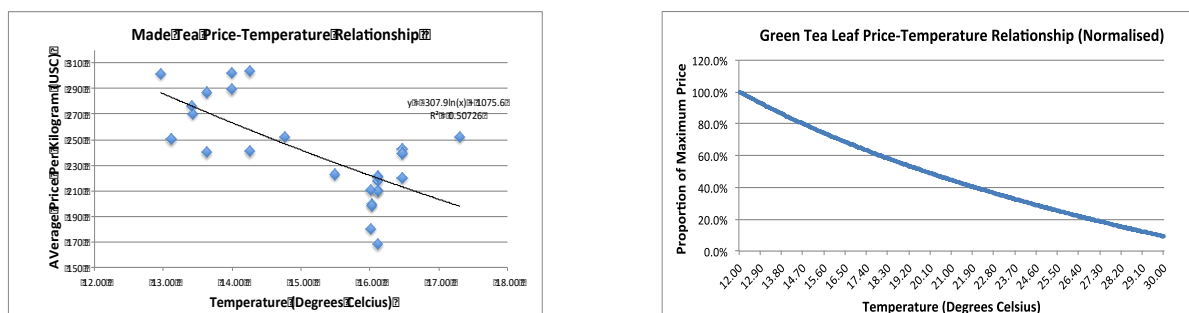 Made Tea Price-Temperature Relationship
AVerage Price Per Kilogram (USC)
310
290
270
250
230
210
190
170
150
y = -307.9ln(x) + 1075.6
R² = 0.50726
12.00 13.00 14.00 15.00 16.00 17.00 18.00
Temperature (Degrees Celcius)
Green Tea Leaf Price-Temperature Relationship (Normalised)
Proportion of Maximum Price
120.0%
100.0%
80.0%
60.0%
40.0%
20.0%
0.0%
12.00 12.90 13.80 14.70 15.60 16.50 17.40 18.30 19.20 20.10 21.00 21.90 22.80 23.70 24.60 25.50 26.40 27.30 28.20 29.10 30.00
Temperature (Degrees Celsius)